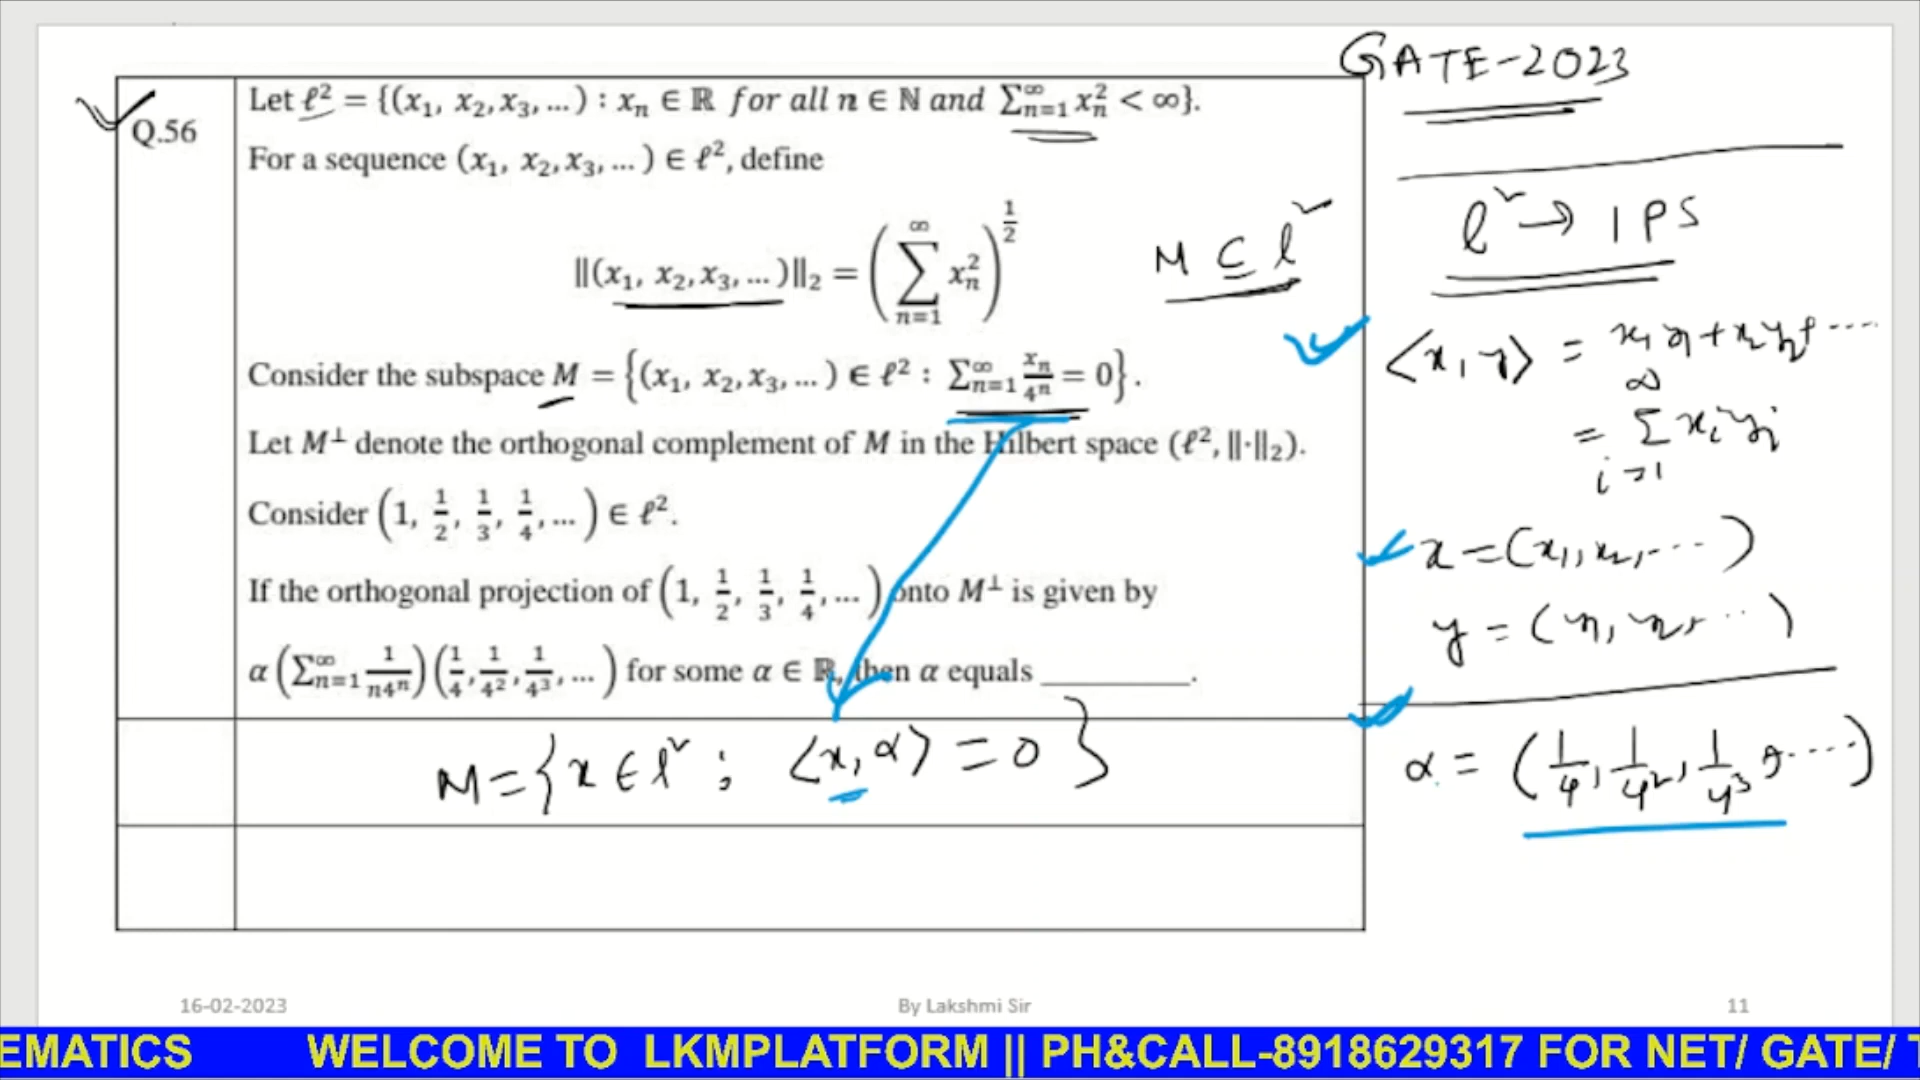 GATE-2023
Q.56
Let ℓ² = {(x₁, x₂, x₃, ...) : xₙ ∈ ℝ for all n ∈ ℕ and ∑ₙ₌₁^∞ xₙ² < ∞}.
For a sequence (x₁, x₂, x₃, ...) ∈ ℓ², define
‖(x₁, x₂, x₃, ...)‖₂ = (∑ₙ₌₁^∞ xₙ²)^(1/2)
M ⊆ ℓ²
ℓ² → IPS
Consider the subspace M = {(x₁, x₂, x₃, ...) ∈ ℓ² : ∑ₙ₌₁^∞ xₙ/4ⁿ = 0}.
Let M⊥ denote the orthogonal complement of M in the Hilbert space (ℓ², ‖·‖₂).
Consider (1, 1/2, 1/3, 1/4, ...) ∈ ℓ².
If the orthogonal projection of (1, 1/2, 1/3, 1/4, ...) onto M⊥ is given by
α (∑ₙ₌₁^∞ 1/(n4ⁿ)) (1/4, 1/4², 1/4³, ...) for some α ∈ ℝ, then α equals ________.
⟨x, y⟩ = x₁y₁ + x₂y₂ + ....
= ∑ᵢ₌₁^∞ xᵢyᵢ
x = (x₁, x₂, ...)
y = (y₁, y₂, ...)
M = {x ∈ ℓ² ; ⟨x, α⟩ = 0}
α = (1/4, 1/4², 1/4³, ....)
16-02-2023
By Lakshmi Sir
11
EMATICS WELCOME TO LKMPLATFORM || PH&CALL-8918629317 FOR NET/ GATE/